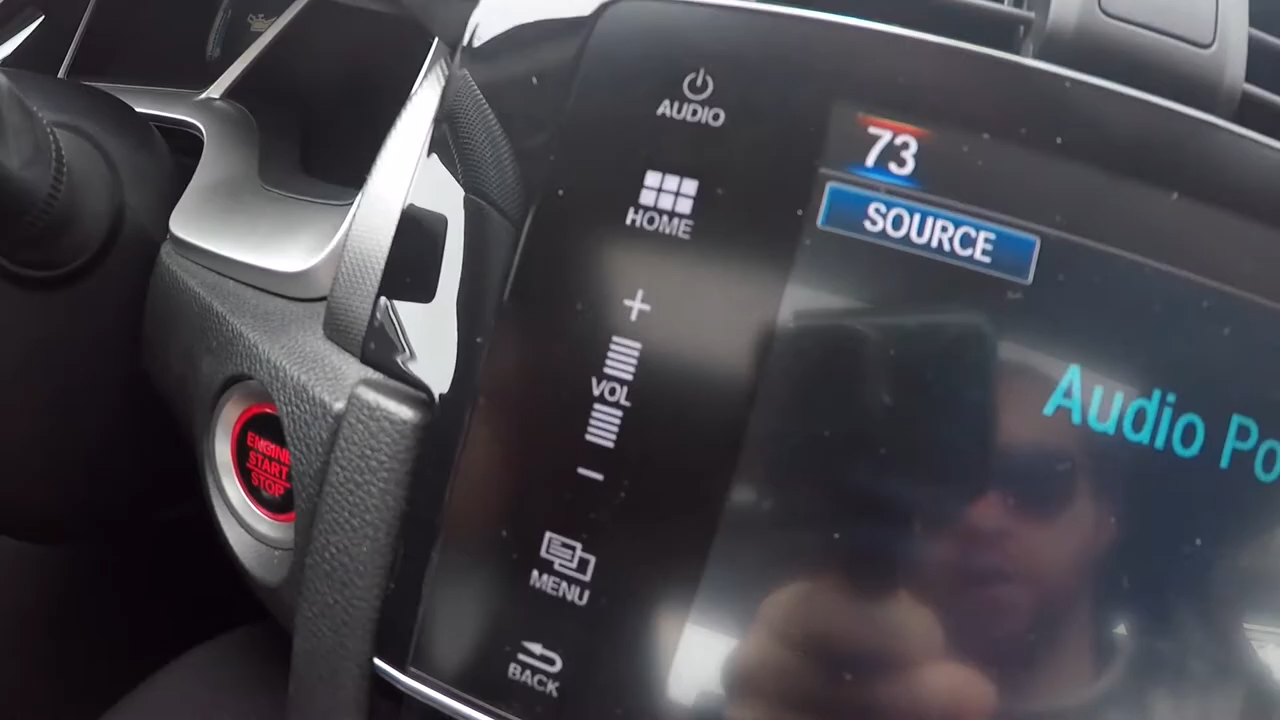 AUDIO
73
HOME
SOURCE
+
VOL
−
Audio Po
ENGINE
START
STOP
MENU
BACK